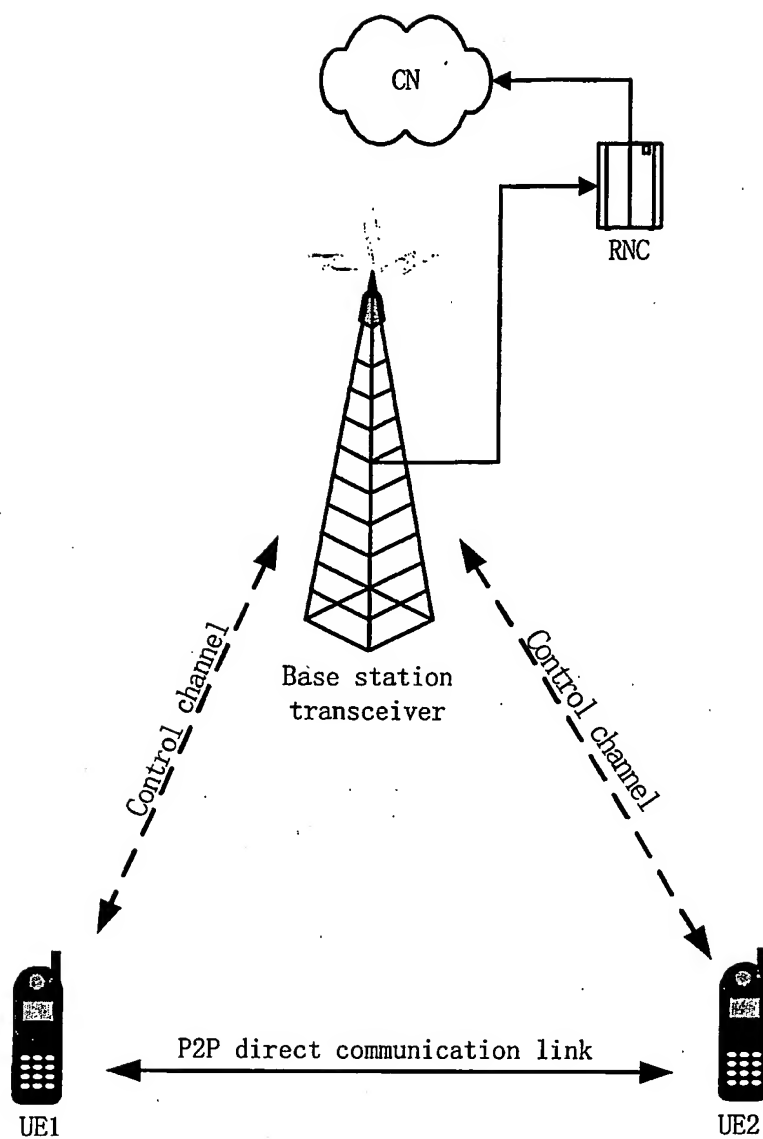 CN
RNC
Base station
transceiver
Control channel
Control channel
P2P direct communication link
UE1
UE2